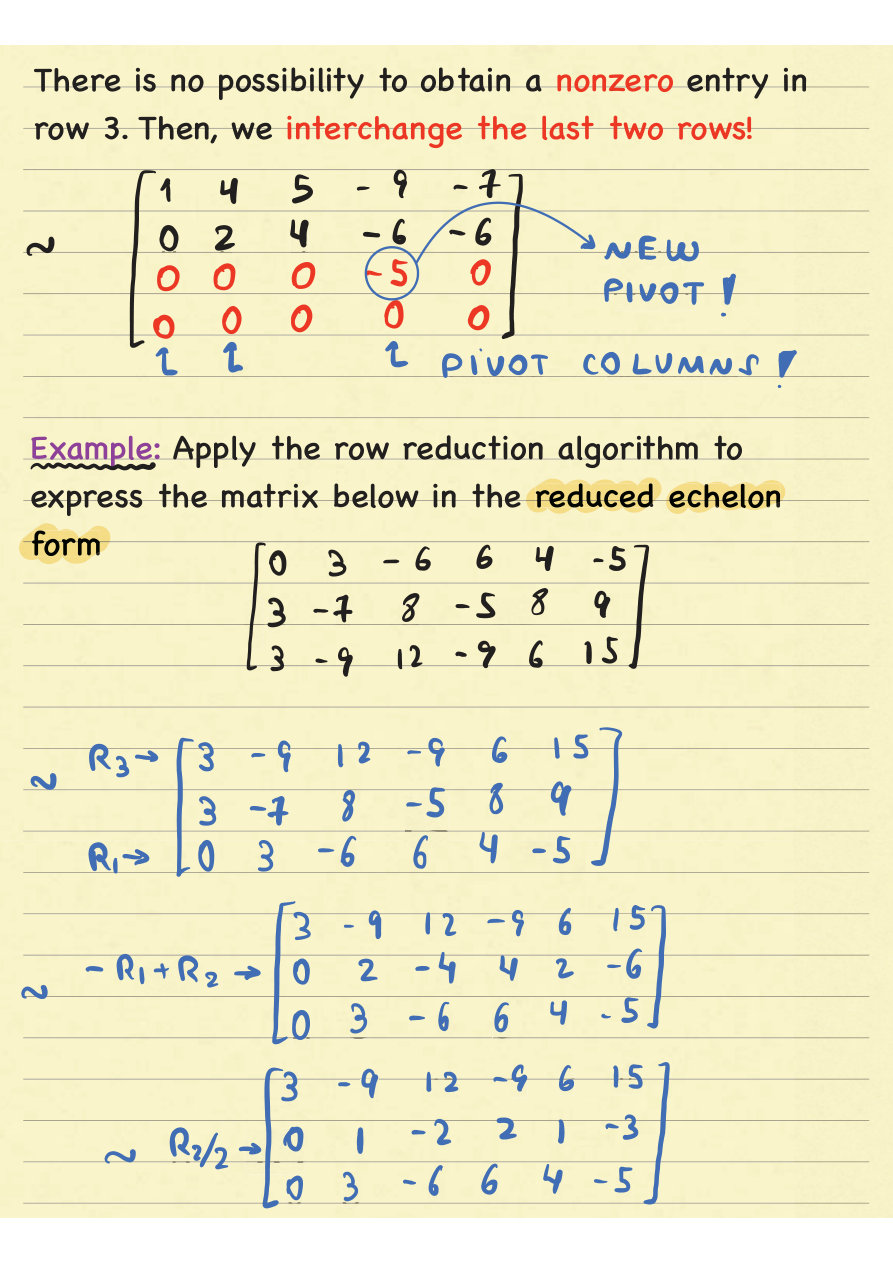 There is no possibility to obtain a nonzero entry in
row 3. Then, we interchange the last two rows!
1 4 5 -9 -7
~ 0 2 4 -6 -6 NEW
0 0 0 -5 0 PIVOT!
0 0 0 0 0
PIVOT COLUMNS!
Example: Apply the row reduction algorithm to
express the matrix below in the reduced echelon
form
0 3 -6 6 4 -5
3 -7 8 -5 8 9
3 -9 12 -9 6 15
~ R3→ 3 -9 12 -9 6 15
3 -7 8 -5 8 9
R1→ 0 3 -6 6 4 -5
3 -9 12 -9 6 15
~ -R1+R2→ 0 2 -4 4 2 -6
0 3 -6 6 4 -5
3 -9 12 -9 6 15
~ R2/2→ 0 1 -2 2 1 -3
0 3 -6 6 4 -5